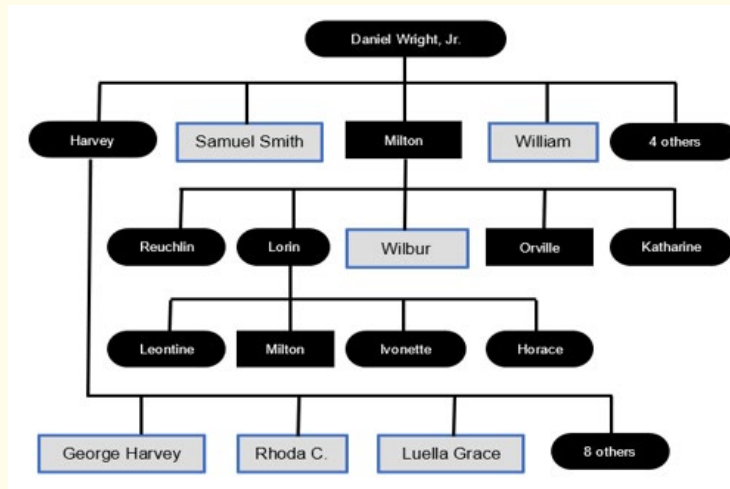 Daniel Wright, Jr.
Harvey
Samuel Smith
Milton
William
4 others
Reuchlin
Lorin
Wilbur
Orville
Katharine
Leontine
Milton
Ivonette
Horace
George Harvey
Rhoda C.
Luella Grace
8 others